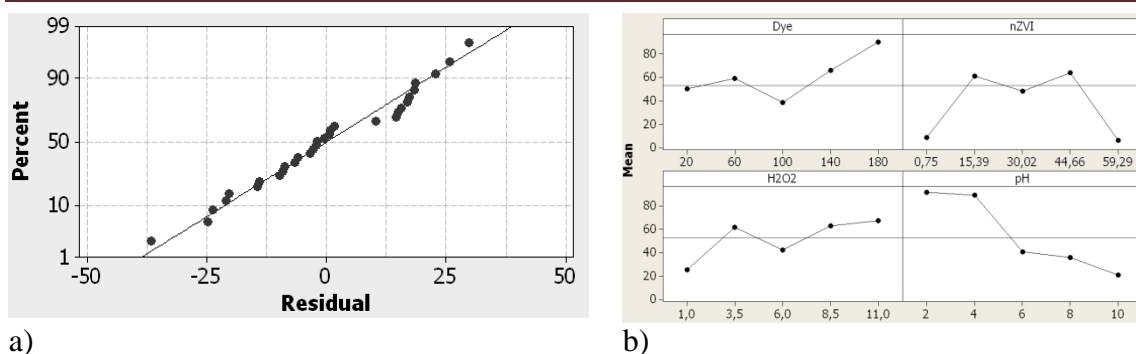 99
90
50
10
1
Percent
-50 -25 0 25 50
Residual
a)
Dye nZVI
80
60
40
20
0
20 60 100 140 180 0,75 15,39 30,02 44,66 59,29
Mean
H2O2 pH
80
60
40
20
0
1,0 3,5 6,0 8,5 11,0 2 4 6 8 10
b)